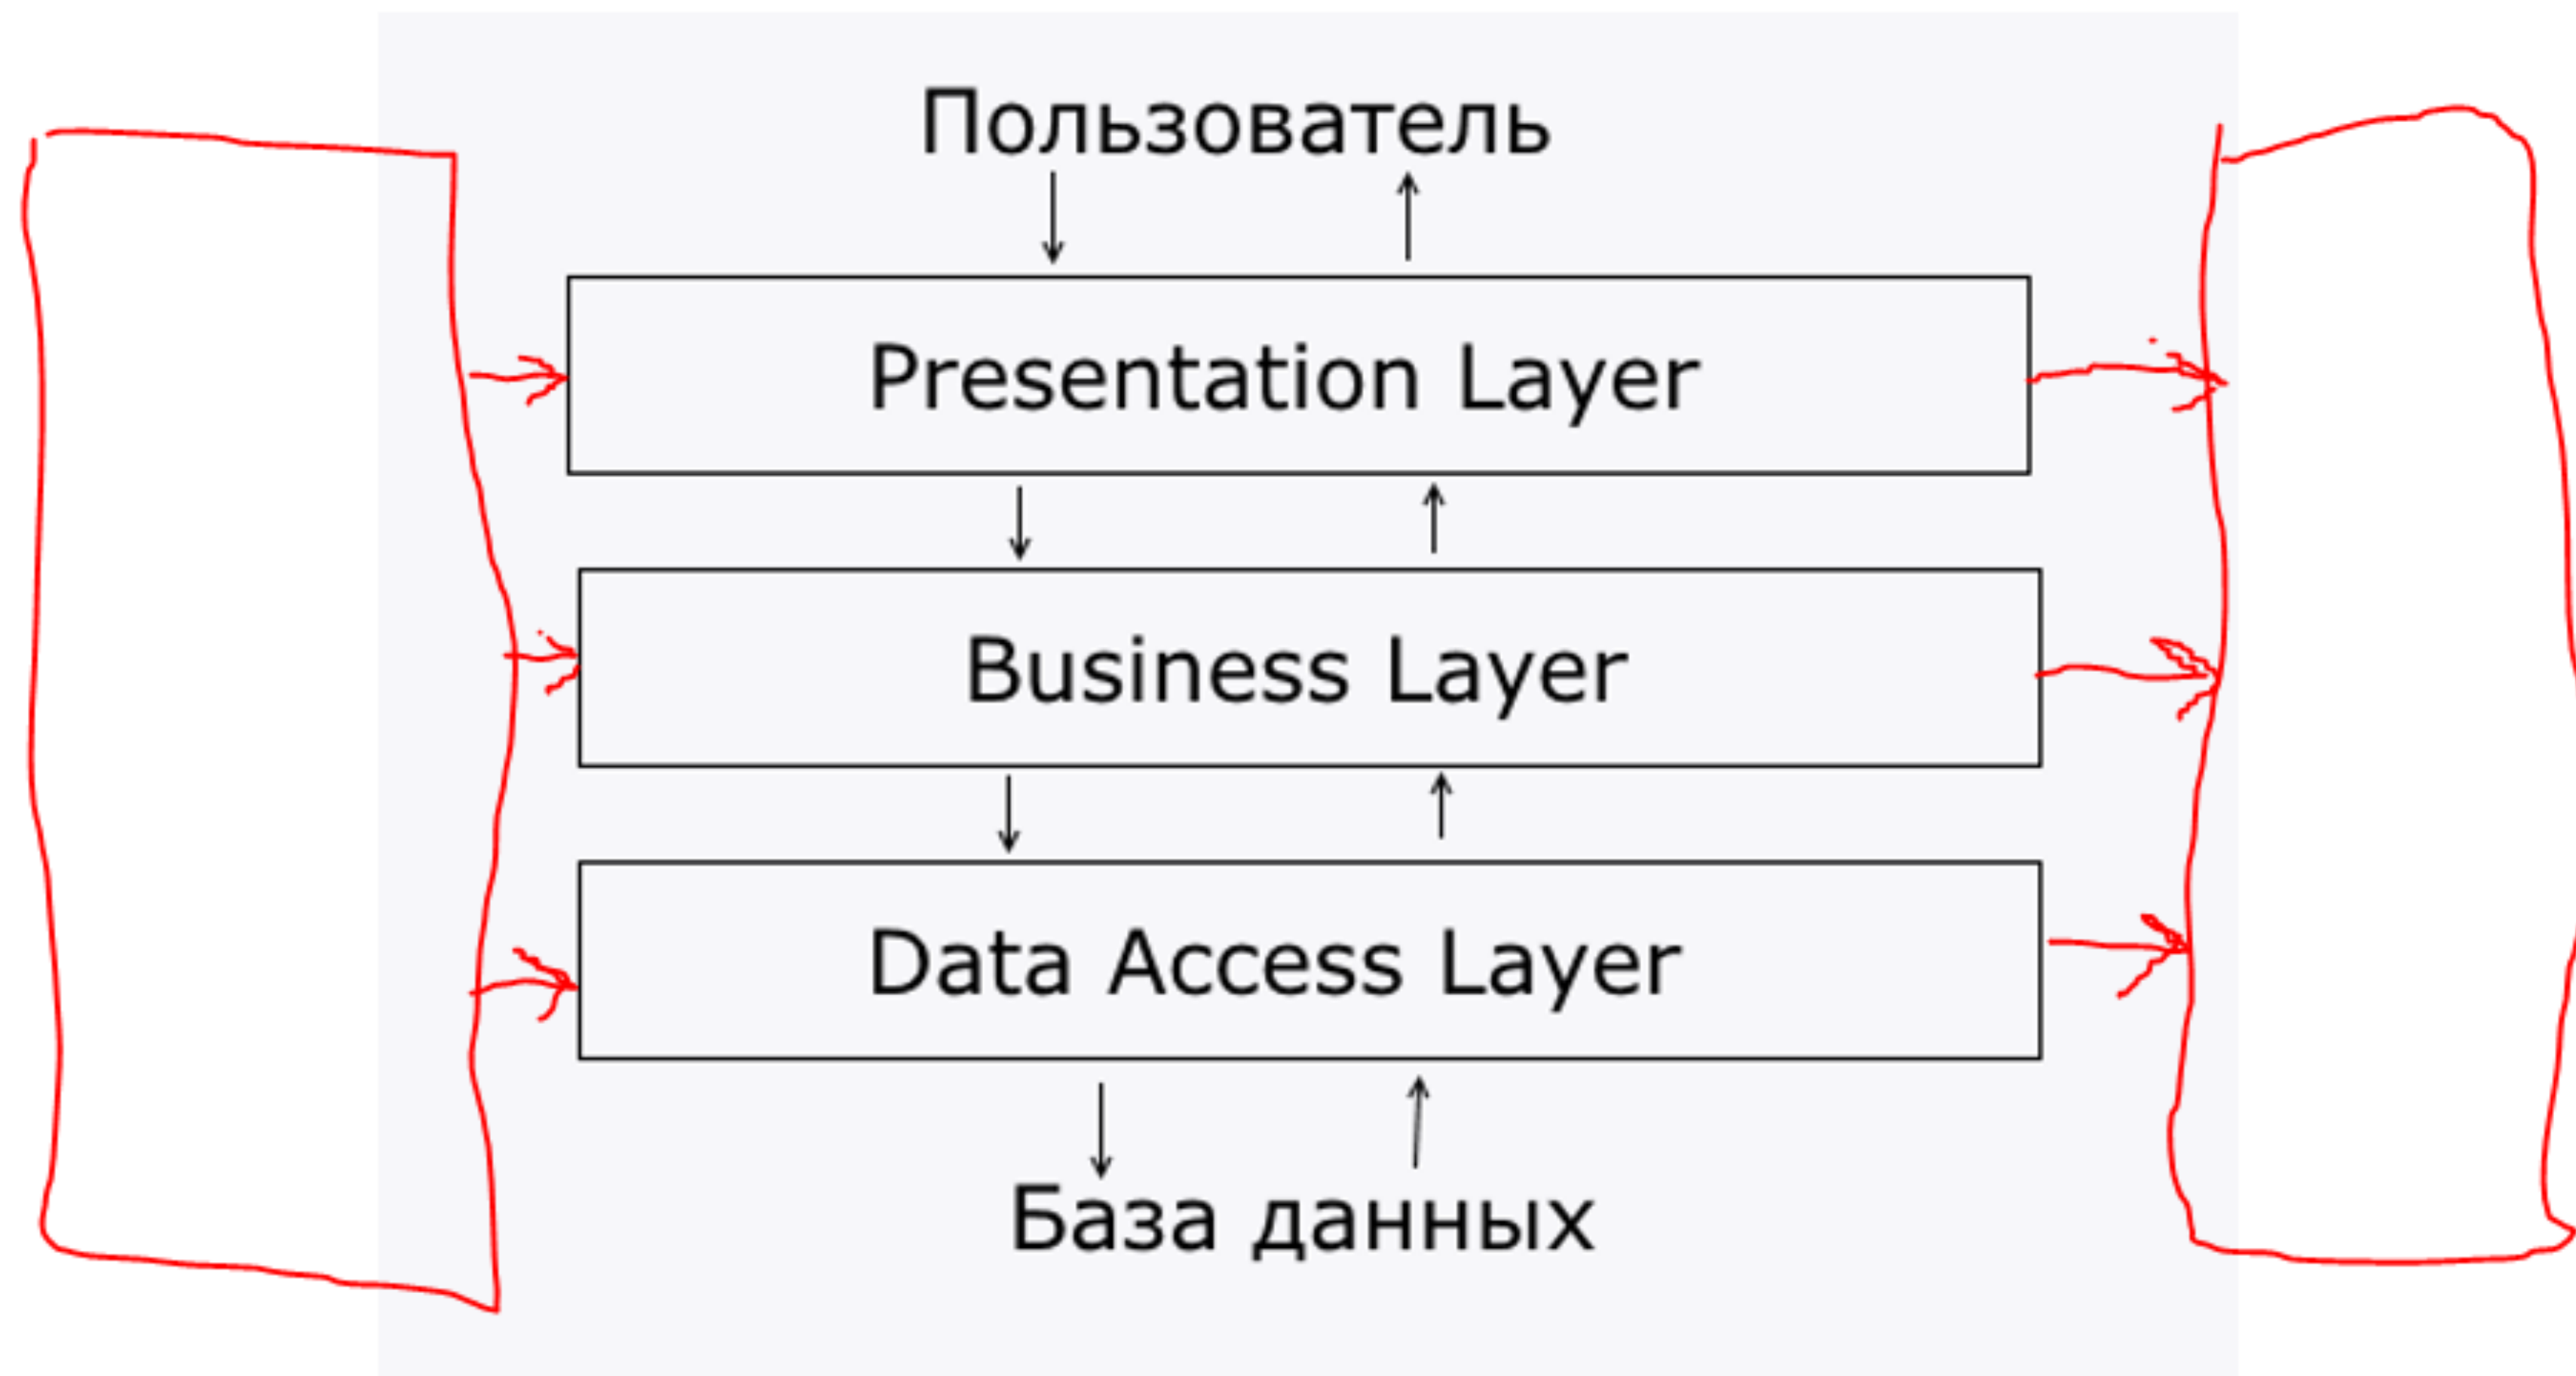 Пользователь
Presentation Layer
Business Layer
Data Access Layer
База данных